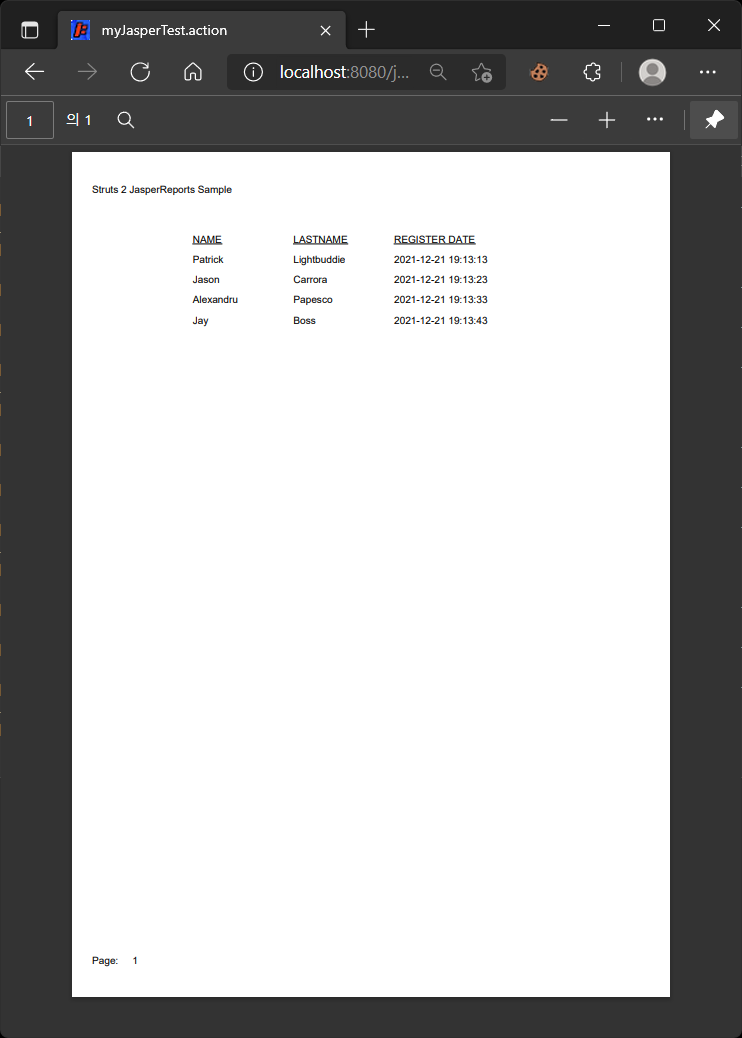 myJasperTest.action
localhost:8080/j...
1 의 1
Struts 2 JasperReports Sample
NAME LASTNAME REGISTER DATE
Patrick Lightbuddie 2021-12-21 19:13:13
Jason Carrora 2021-12-21 19:13:23
Alexandru Papesco 2021-12-21 19:13:33
Jay Boss 2021-12-21 19:13:43
Page: 1